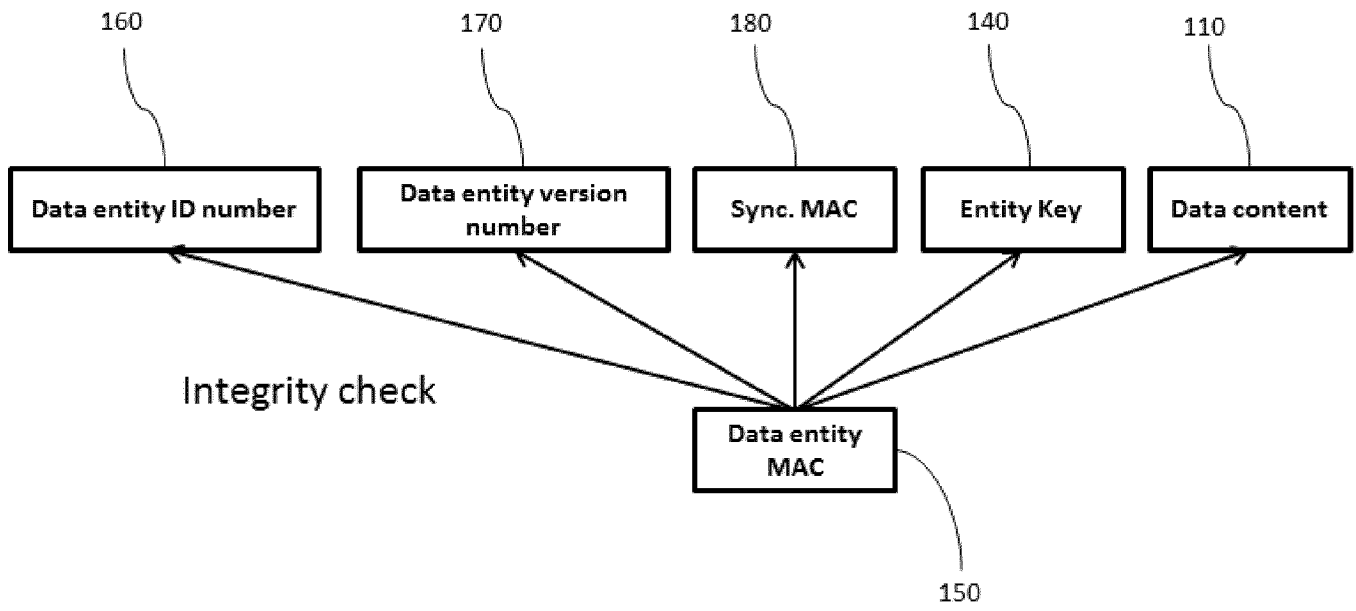 160
170
180
140
110
Data entity ID number
Data entity version
number
Sync. MAC
Entity Key
Data content
Integrity check
Data entity
MAC
150